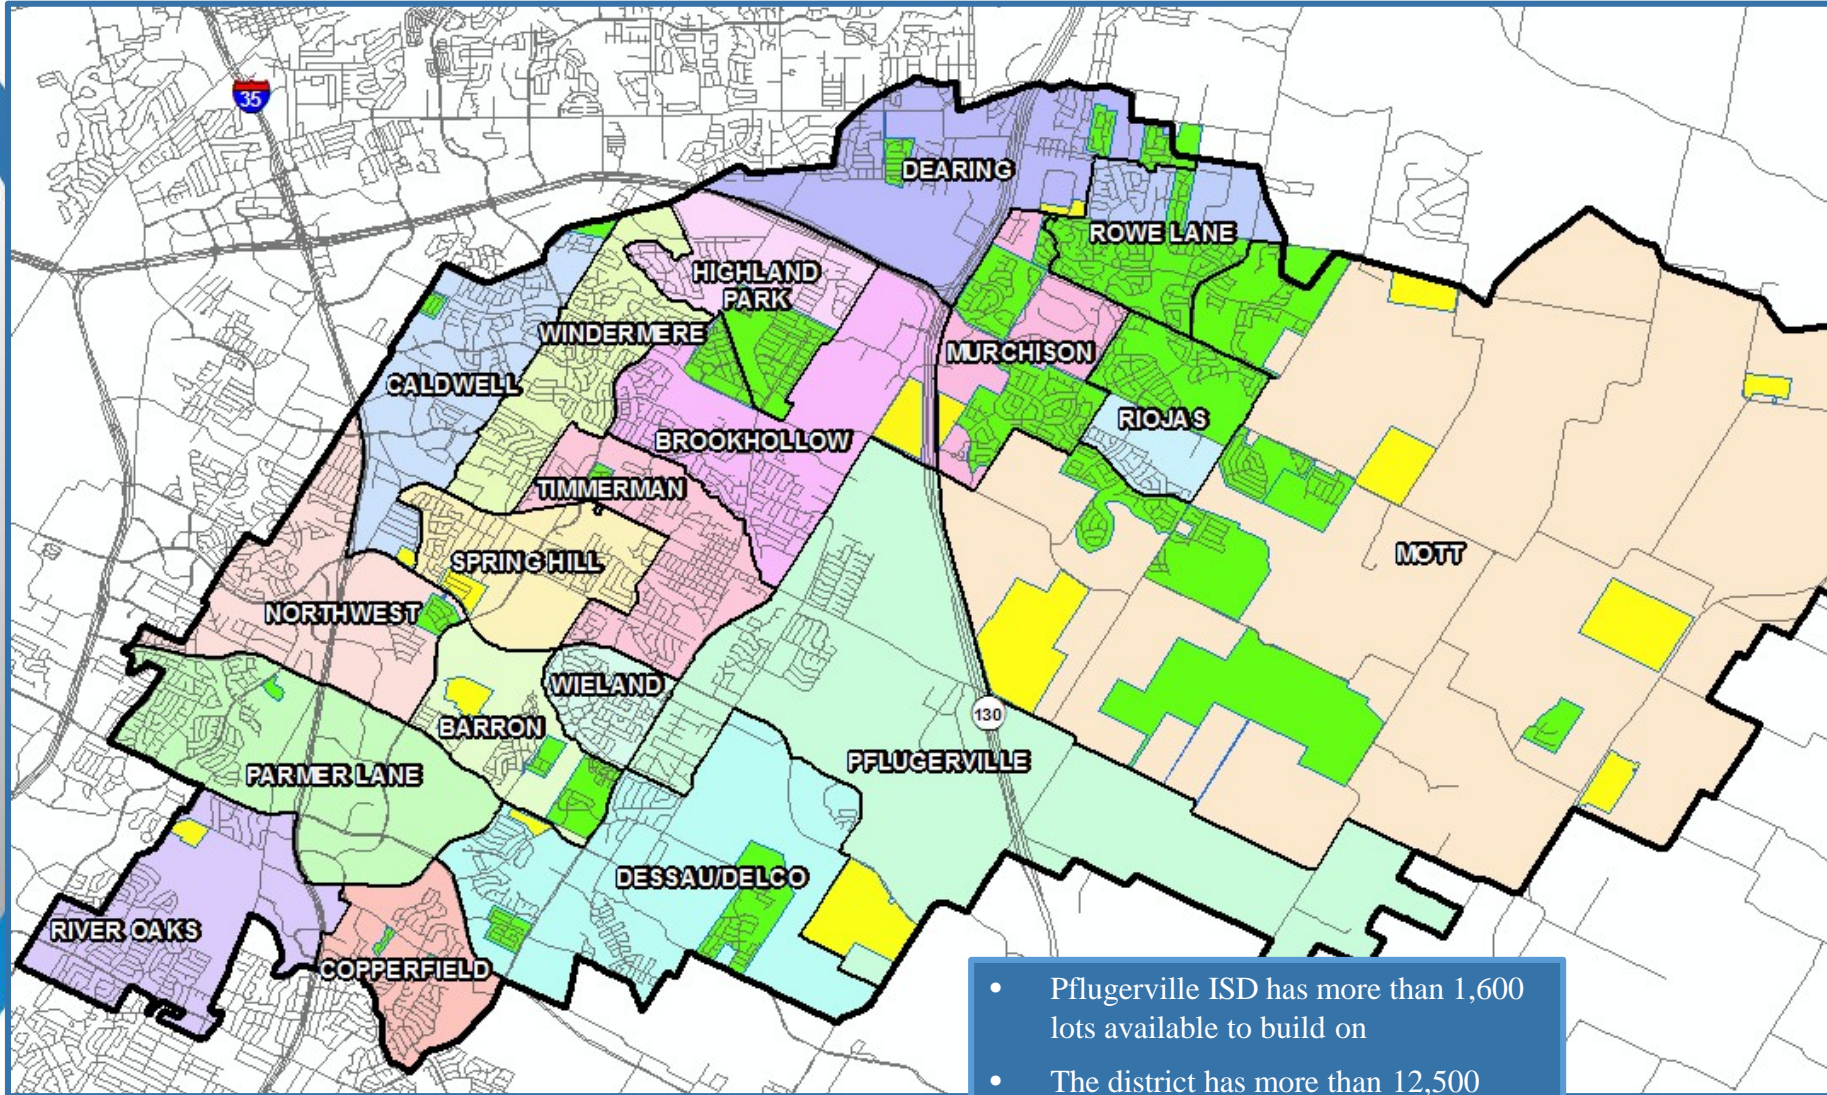 35
DEARING
ROWE LANE
HIGHLAND
PARK
WINDERMERE
MURCHISON
CALDWELL
RIOJAS
BROOKHOLLOW
TIMMERMAN
MOTT
SPRING HILL
NORTHWEST
WIELAND
130
BARRON
PFLUGERVILLE
PARMER LANE
DESSAU/DELCO
RIVER OAKS
COPPERFIELD
• Pflugerville ISD has more than 1,600
lots available to build on
• The district has more than 12,500